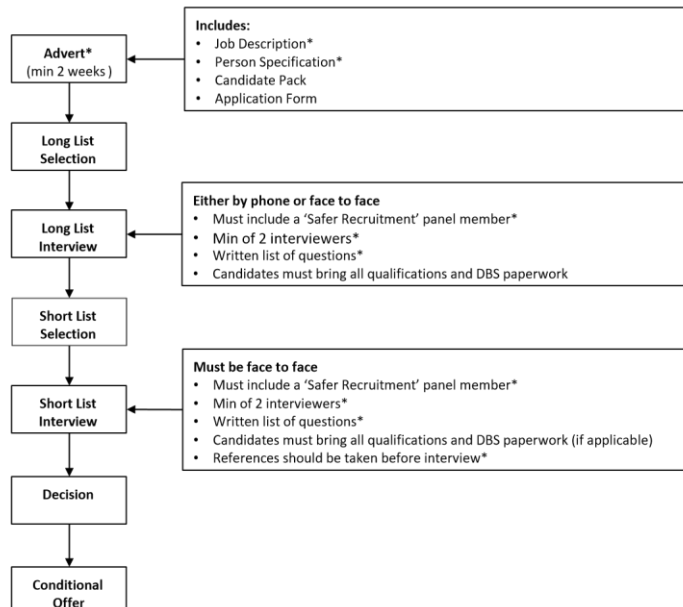 Advert*
(min 2 weeks )
Includes:
• Job Description*
• Person Specification*
• Candidate Pack
• Application Form
Long List
Selection
Long List
Interview
Either by phone or face to face
• Must include a ‘Safer Recruitment’ panel member*
• Min of 2 interviewers*
• Written list of questions*
• Candidates must bring all qualifications and DBS paperwork
Short List
Selection
Short List
Interview
Must be face to face
• Must include a ‘Safer Recruitment’ panel member*
• Min of 2 interviewers*
• Written list of questions*
• Candidates must bring all qualifications and DBS paperwork (if applicable)
• References should be taken before interview*
Decision
Conditional
Offer